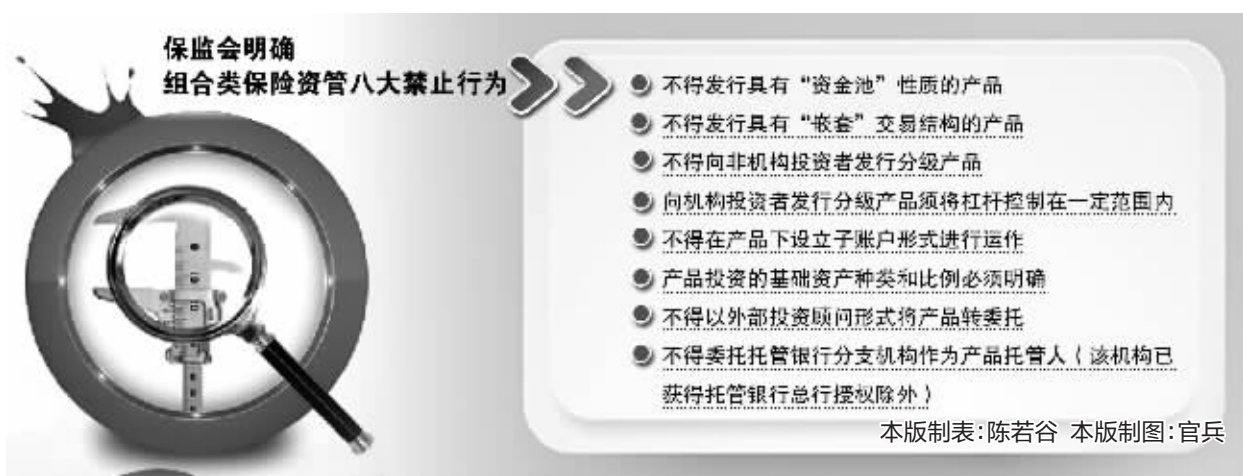 保监会明确
组合类保险资管八大禁止行为
不得发行具有“资金池”性质的产品
不得发行具有“嵌套”交易结构的产品
不得向非机构投资者发行分级产品
向机构投资者发行分级产品须将杠杆控制在一定范围内
不得在产品下设立子账户形式进行运作
产品投资的基础资产种类和比例必须明确
不得以外部投资顾问形式将产品转委托
不得委托托管银行分支机构作为产品托管人（该机构已
获得托管银行总行授权除外）
本版制表：陈若谷 本版制图：官兵